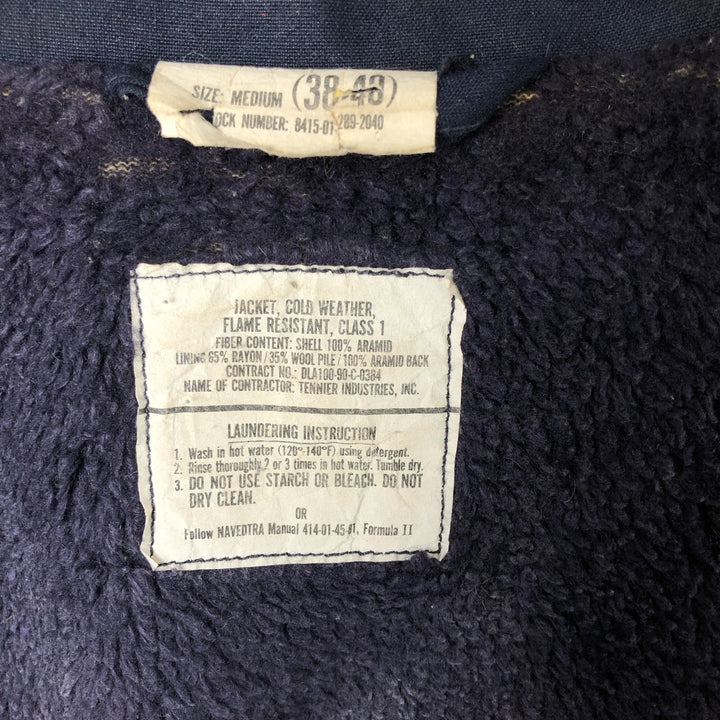 SIZE: MEDIUM (38-48)
OCK NUMBER: 8415-01-289-2040
JACKET, COLD WEATHER,
FLAME RESISTANT, CLASS 1
FIBER CONTENT: SHELL 100% ARAMID
LINING 65% RAYON/35% WOOL PILE/100% ARAMID BACK
CONTRACT NO.: DLA100-90-C-0384
NAME OF CONTRACTOR: TENNIER INDUSTRIES, INC.
LAUNDERING INSTRUCTION
1. Wash in hot water (120°-140°F) using detergent.
2. Rinse thoroughly 2 or 3 times in hot water. Tumble dry.
3. DO NOT USE STARCH OR BLEACH. DO NOT
DRY CLEAN.
OR
Follow NAVEDTRA Manual 414-01-45-81, Formula II